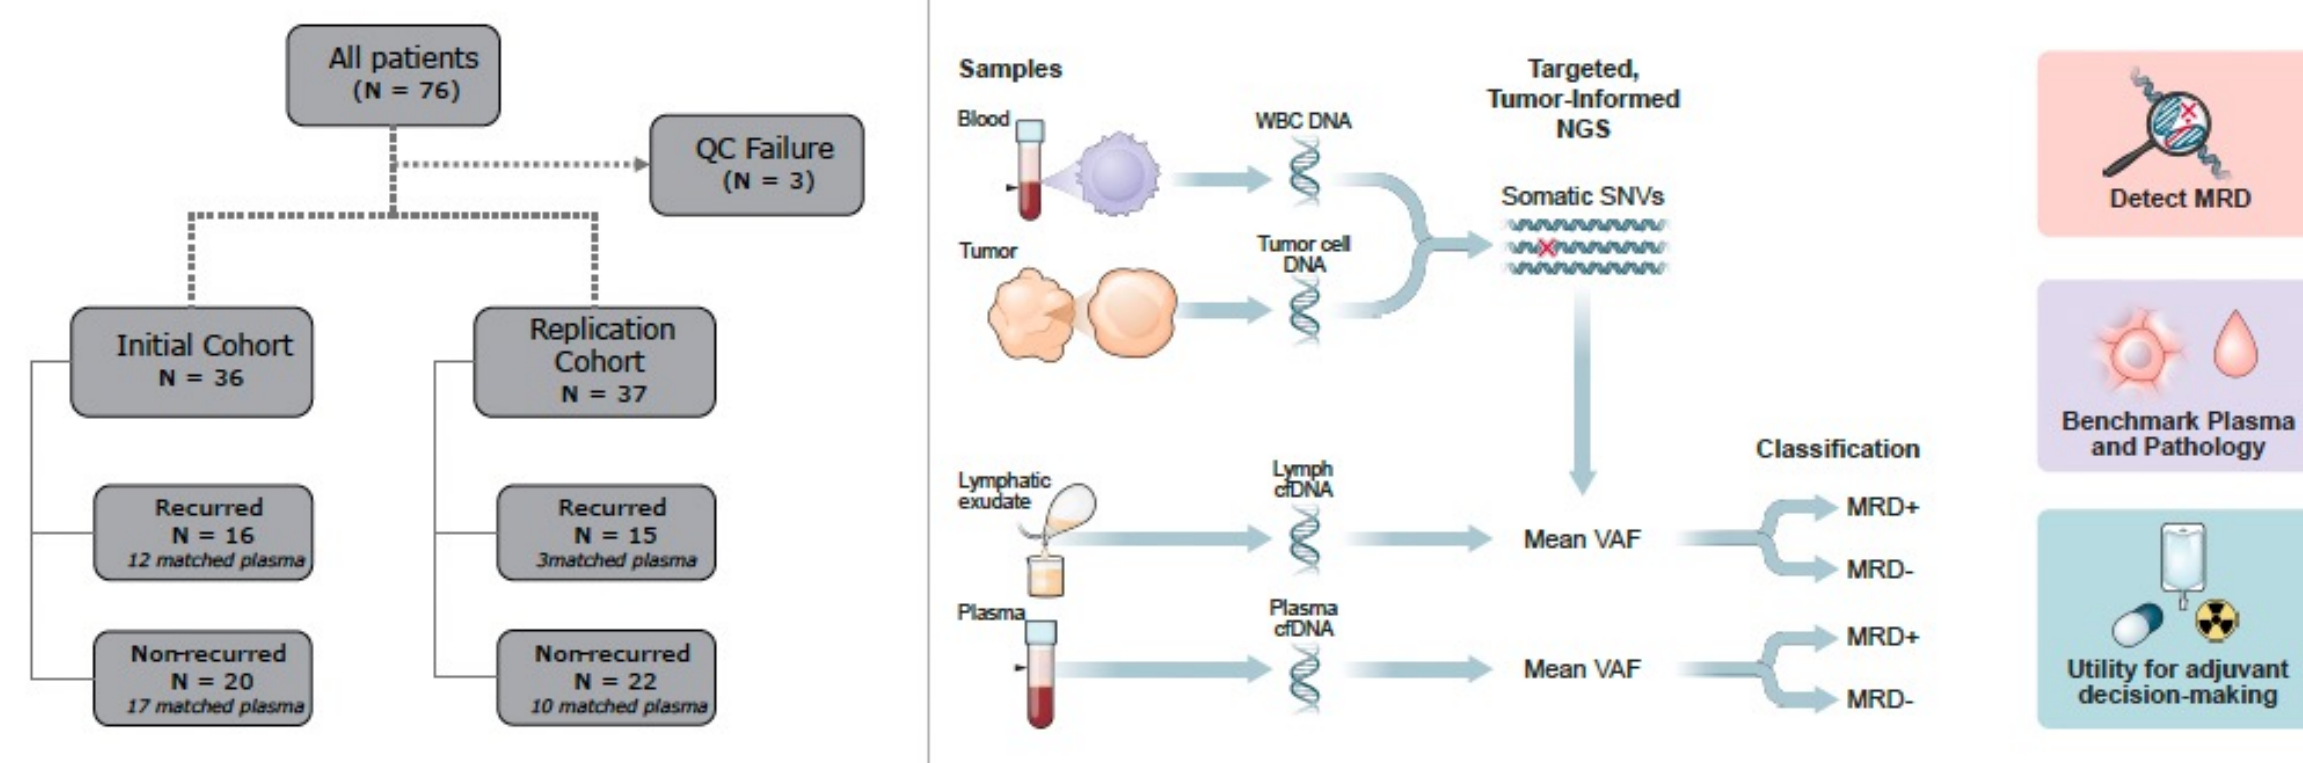 All patients
(N = 76)
QC Failure
(N = 3)
Initial Cohort
N = 36
Replication
Cohort
N = 37
Recurred
N = 16
12 matched plasma
Recurred
N = 15
3matched plasma
Non-recurred
N = 20
17 matched plasma
Non-recurred
N = 22
10 matched plasma
Samples
Targeted,
Tumor-Informed
NGS
Blood
WBC DNA
Somatic SNVs
Tumor
Tumor cell
DNA
Classification
Lymphatic
exudate
Lymph
cfDNA
Mean VAF
MRD+
MRD-
Plasma
Plasma
cfDNA
Mean VAF
MRD+
MRD-
Detect MRD
Benchmark Plasma
and Pathology
Utility for adjuvant
decision-making